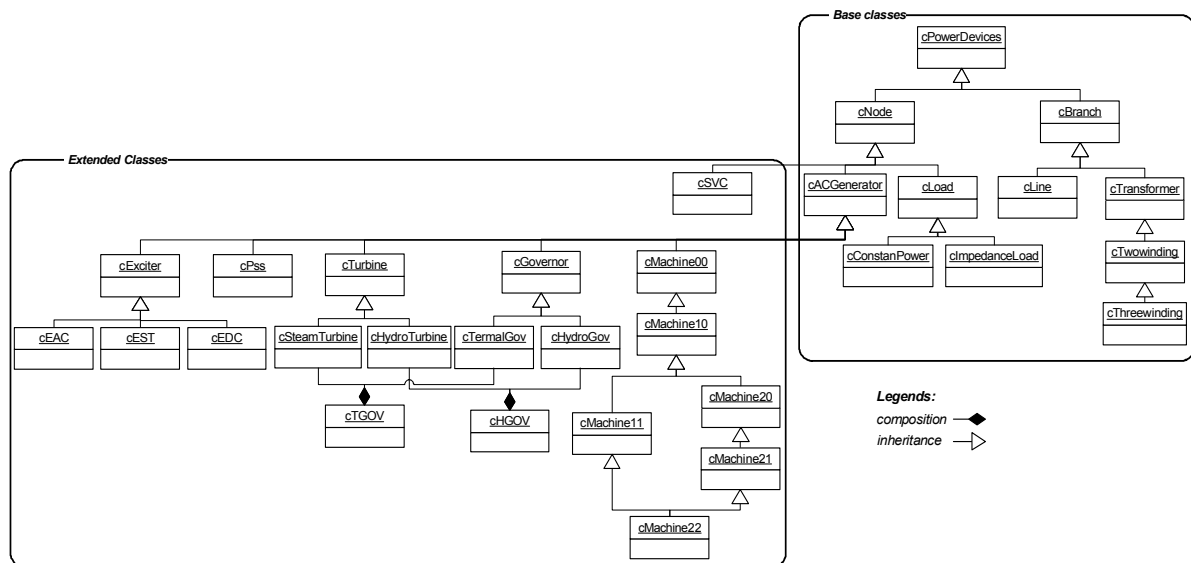 Base classes
cPowerDevices
cNode
cBranch
Extended Classes
cSVC
cACGenerator
cLoad
cLine
cTransformer
cExciter
cPss
cTurbine
cGovernor
cMachine00
cConstanPower
cImpedanceLoad
cTwowinding
cThreewinding
cEAC
cEST
cEDC
cSteamTurbine
cHydroTurbine
cTermalGov
cHydroGov
cMachine10
cTGOV
cHGOV
cMachine11
cMachine20
cMachine21
cMachine22
Legends:
composition
inheritance